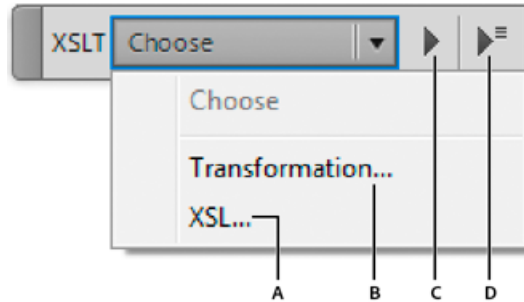 XSLT Choose
Choose
Transformation...
XSL...
A B C D